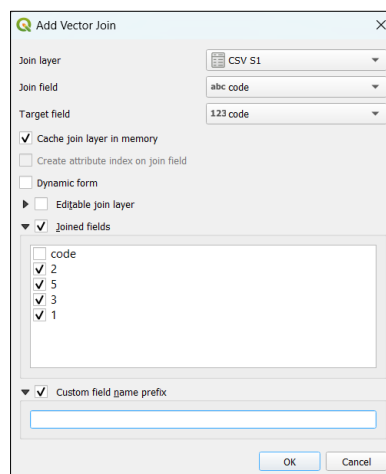 Add Vector Join
Join layer CSV S1
Join field abc code
Target field 123 code
Cache join layer in memory
Create attribute index on join field
Dynamic form
Editable join layer
Joined fields
code
2
5
3
1
Custom field name prefix
OK Cancel